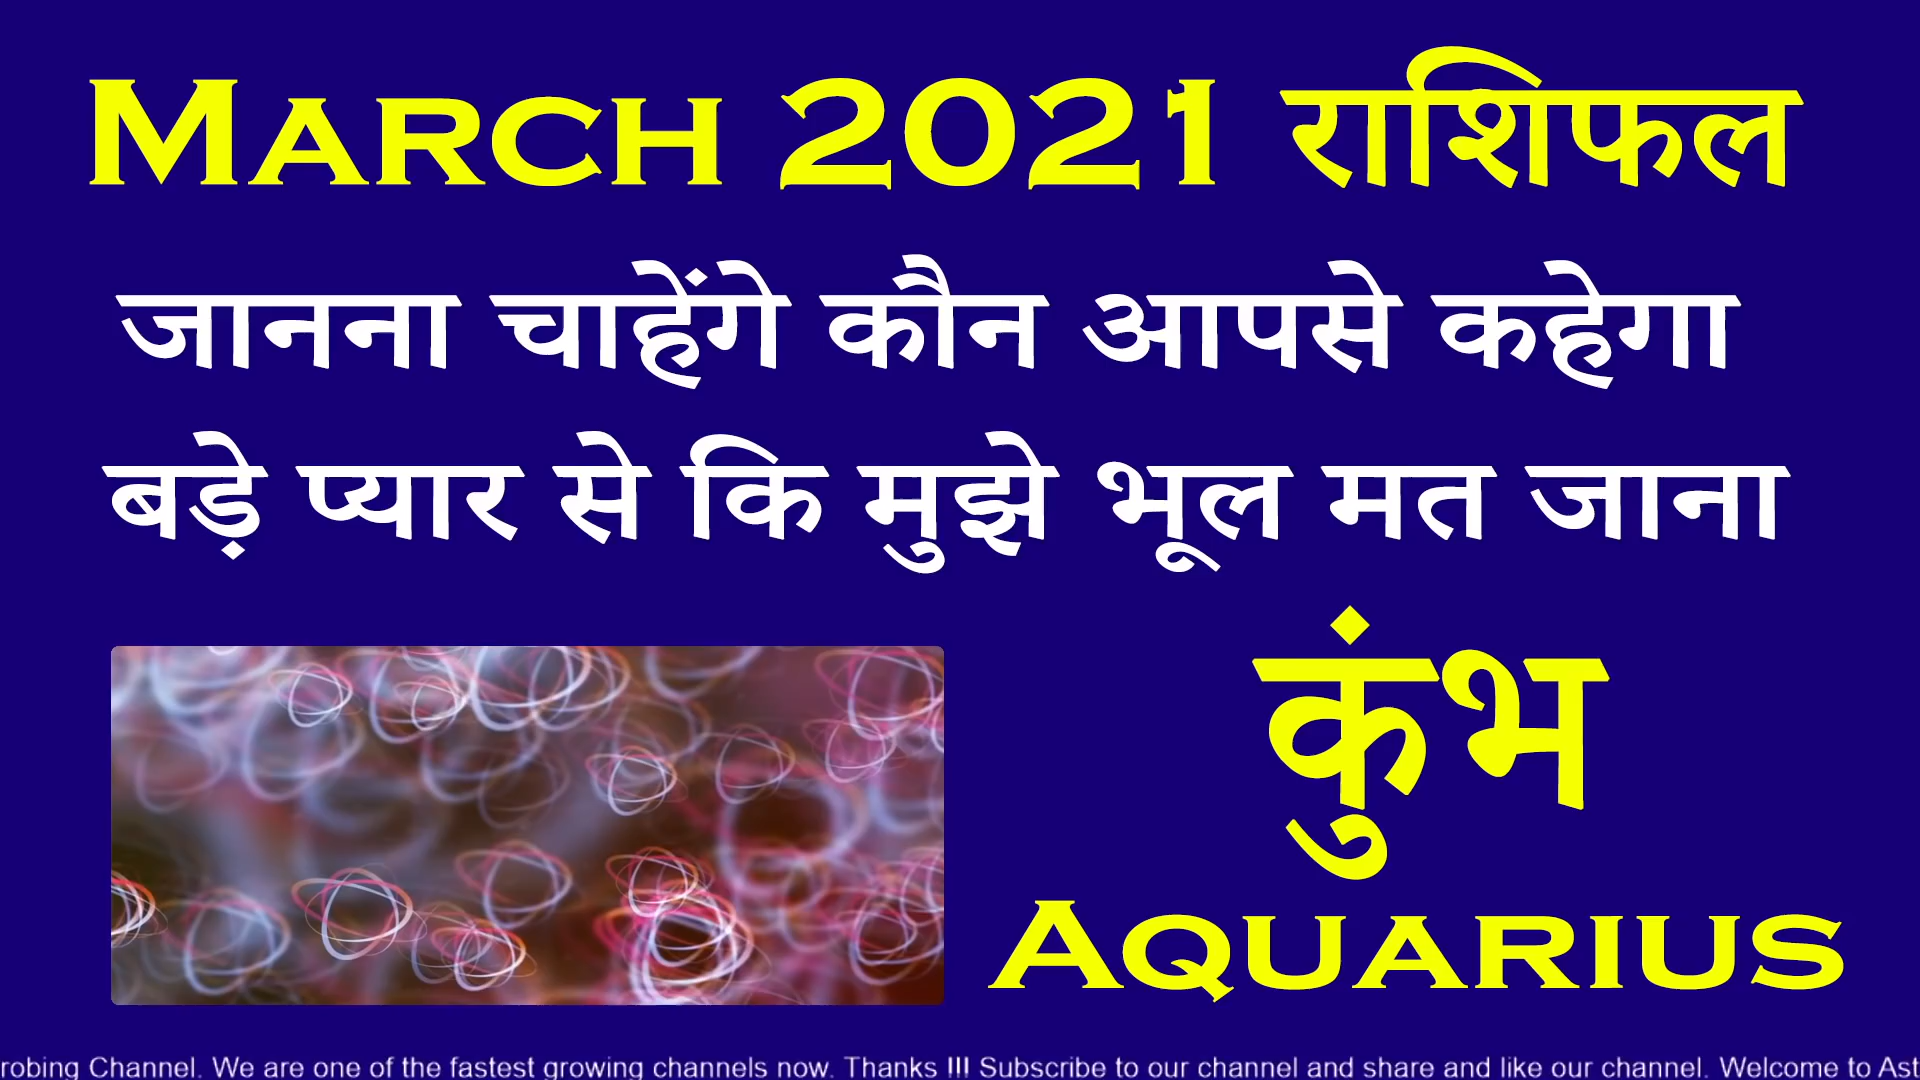 March 2021 राशिफल
जानना चाहेंगे कौन आपसे कहेगा
बड़े प्यार से कि मुझे भूल मत जाना
कुंभ
Aquarius
robing Channel. We are one of the fastest growing channels now. Thanks !!! Subscribe to our channel and share and like our channel. Welcome to Ast